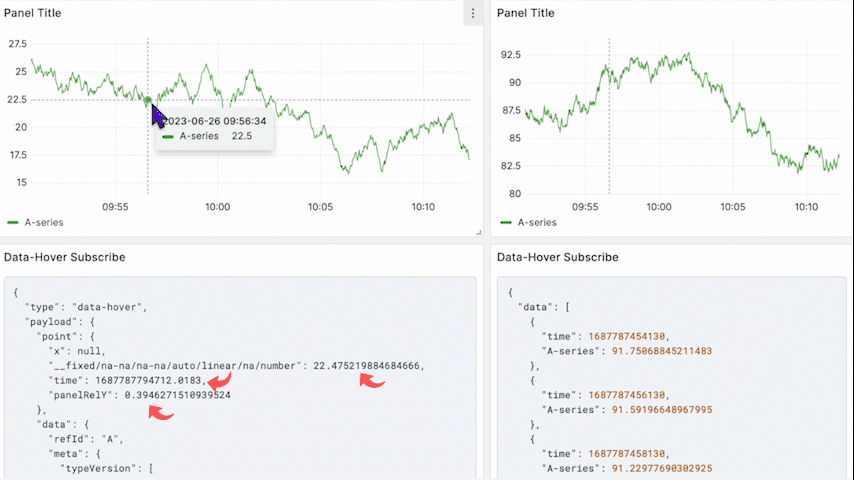 Panel Title
27.5
25
22.5
20
17.5
15
09:55
10:00
10:05
10:10
2023-06-26 09:56:34
A-series 22.5
A-series
Panel Title
92.5
90
87.5
85
82.5
80
09:55
10:00
10:05
10:10
A-series
Data-Hover Subscribe
{
"type": "data-hover",
"payload": {
"point": {
"x": null,
"__fixed/na-na/na-na/auto/linear/na/number": 22.475219884684666,
"time": 1687787794712.0183,
"panelRelY": 0.3946271510939524
},
"data": {
"refId": "A",
"meta": {
"typeVersion": [
Data-Hover Subscribe
{
"data": [
{
"time": 1687787454130,
"A-series": 91.75068845211483
},
{
"time": 1687787456130,
"A-series": 91.59196648967995
},
{
"time": 1687787458130,
"A-series": 91.22977690302925